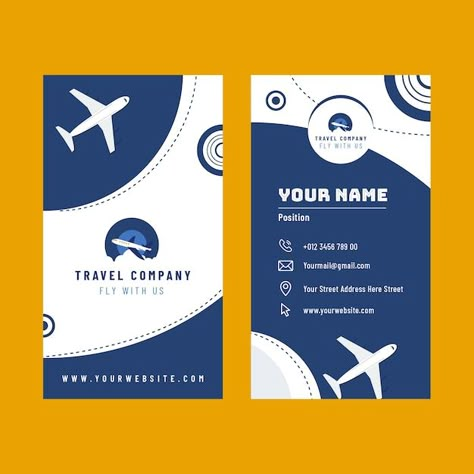 TRAVEL COMPANY
FLY WITH US
WWW.YOURWEBSITE.COM
TRAVEL COMPANY
FLY WITH US
YOUR NAME
Position
+012 3456 789 00
Yourmail@gmail.com
Your Street Address Here Street
www.yourwebsite.com